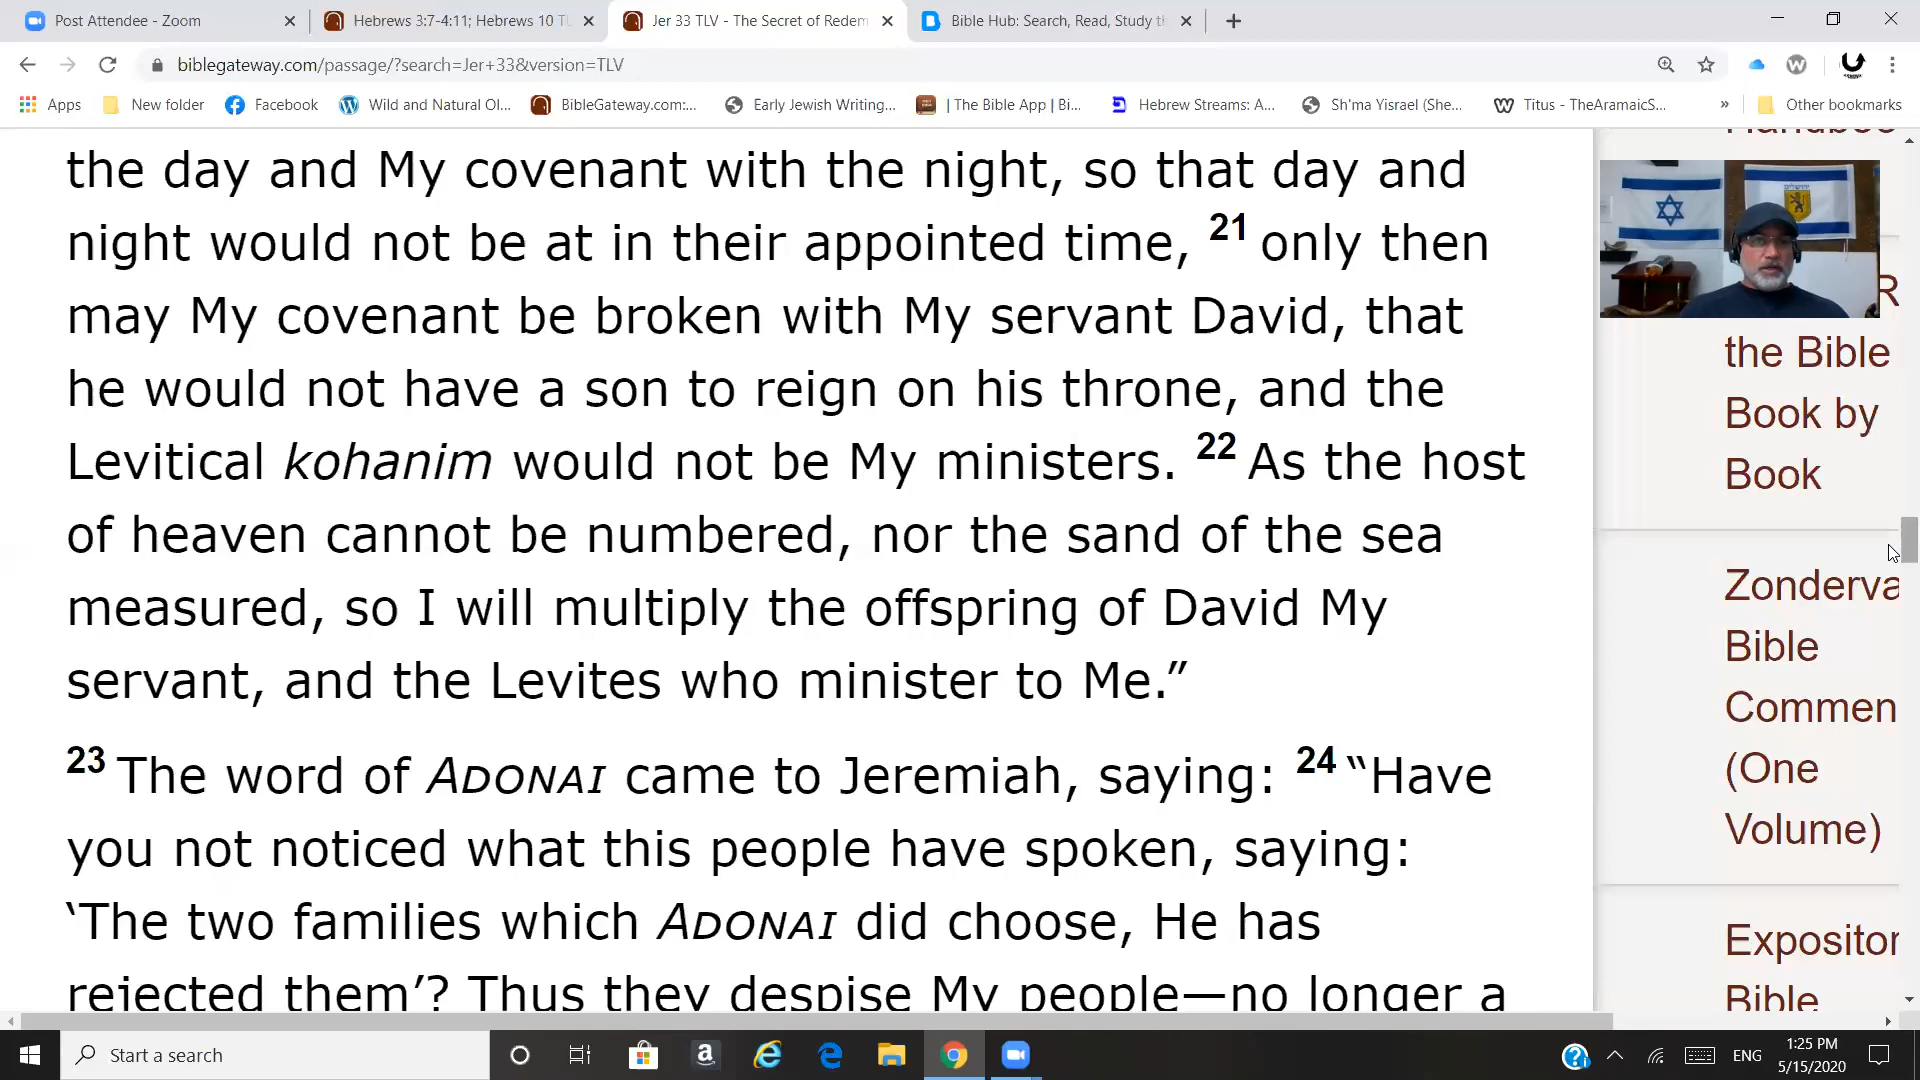 Post Attendee - Zoom
Hebrews 3:7-4:11; Hebrews 10 TL
Jer 33 TLV - The Secret of Redem
Bible Hub: Search, Read, Study th
biblegateway.com/passage/?search=Jer+33&version=TLV
Apps
New folder
Facebook
Wild and Natural Ol...
BibleGateway.com:...
Early Jewish Writing...
| The Bible App | Bi...
Hebrew Streams: A...
Sh'ma Yisrael (She...
Titus - TheAramaicS...
»
Other bookmarks
the day and My covenant with the night, so that day and
night would not be at in their appointed time, 21 only then
may My covenant be broken with My servant David, that
he would not have a son to reign on his throne, and the
Levitical kohanim would not be My ministers. 22 As the host
of heaven cannot be numbered, nor the sand of the sea
measured, so I will multiply the offspring of David My
servant, and the Levites who minister to Me.”
23 The word of ADONAI came to Jeremiah, saying: 24 “Have
you not noticed what this people have spoken, saying:
‘The two families which ADONAI did choose, He has
rejected them’? Thus they despise My people—no longer a
R
the Bible
Book by
Book
Zonderva
Bible
Commen
(One
Volume)
Expositor
Bible
Start a search
ENG
1:25 PM
5/15/2020